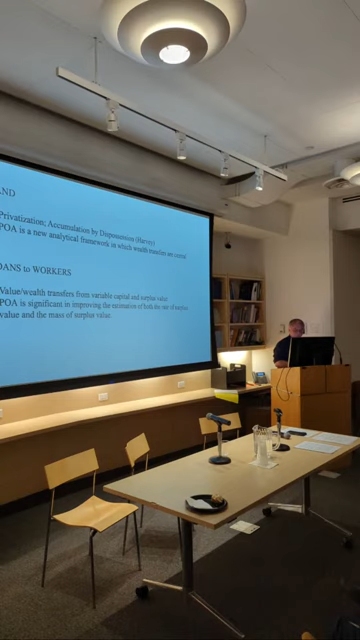 AND
Privatization; Accumulation by Dispossession (Harvey)
POA is a new analytical framework in which wealth transfers are central
OANS to WORKERS
Value/wealth transfers from variable capital and surplus value
POA is significant in improving the estimation of both the rate of surplus
value and the mass of surplus value.